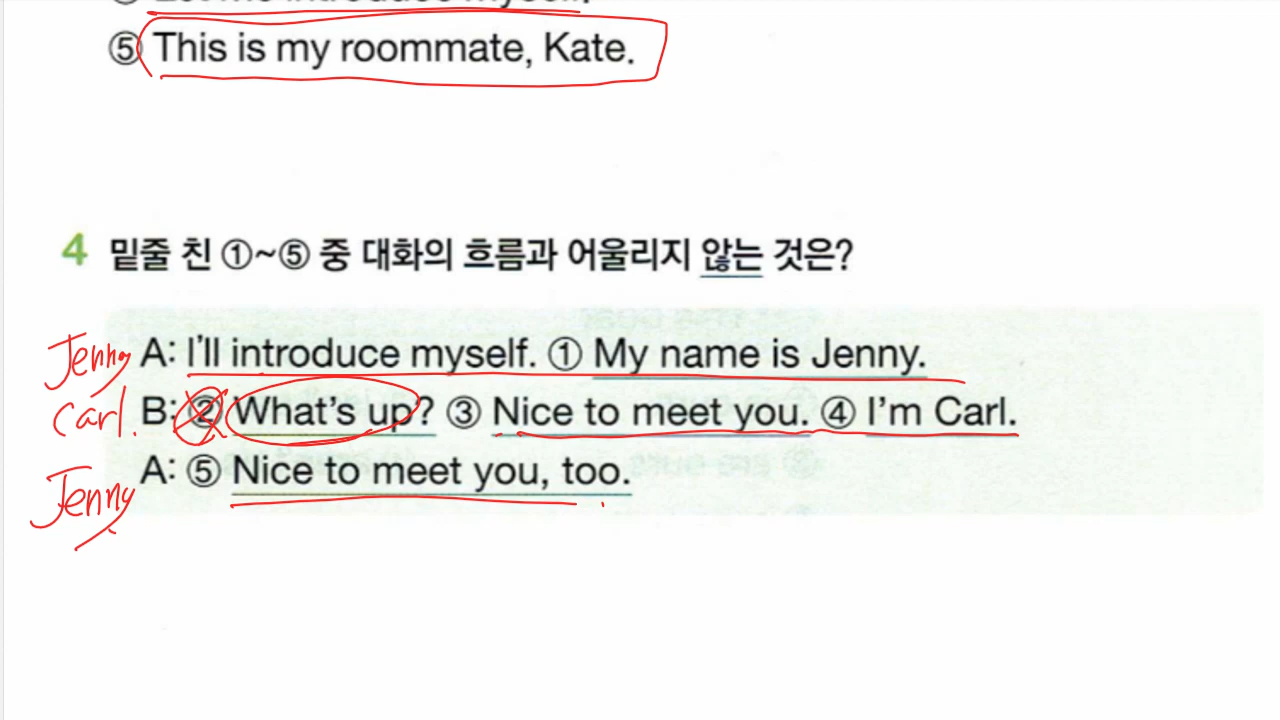 ⑤ This is my roommate, Kate.
4 밑줄 친 ①~⑤ 중 대화의 흐름과 어울리지 않는 것은?
Jenny A: I'll introduce myself. ① My name is Jenny.
Carl. B: ② What's up? ③ Nice to meet you. ④ I'm Carl.
Jenny A: ⑤ Nice to meet you, too.